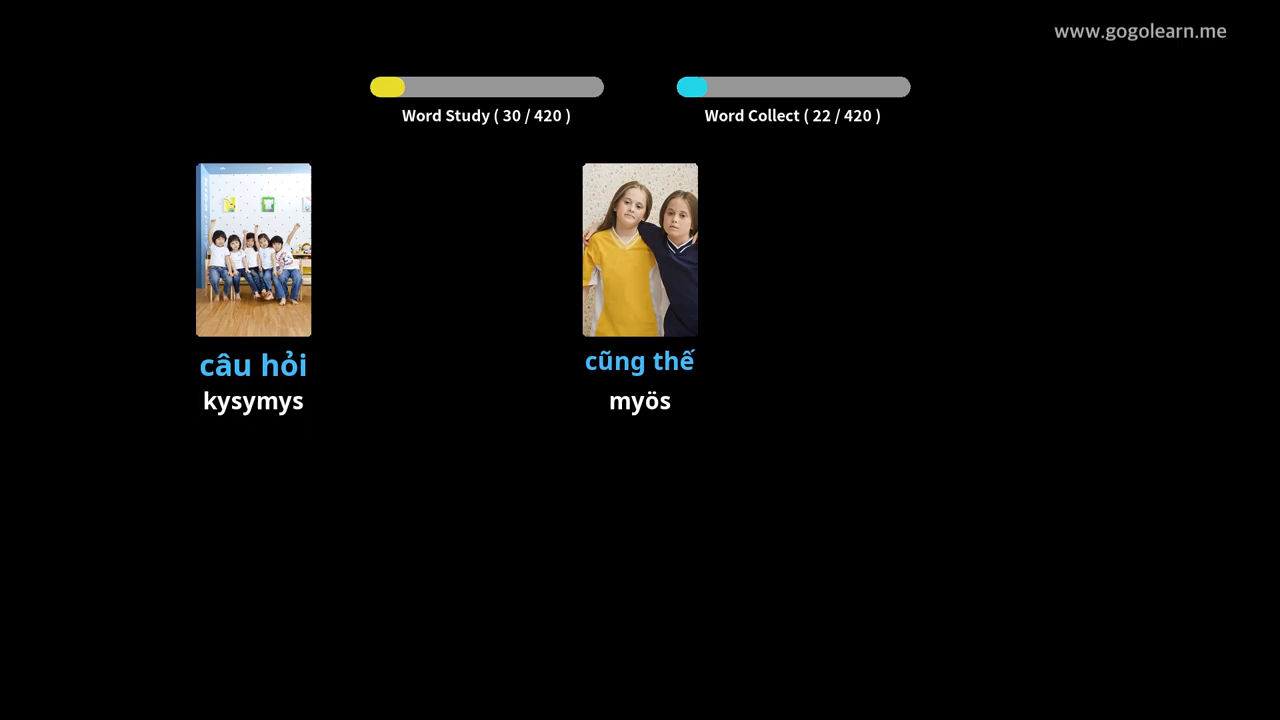 www.gogolearn.me
Word Study ( 30 / 420 )
Word Collect ( 22 / 420 )
câu hỏi
kysymys
cũng thế
myös